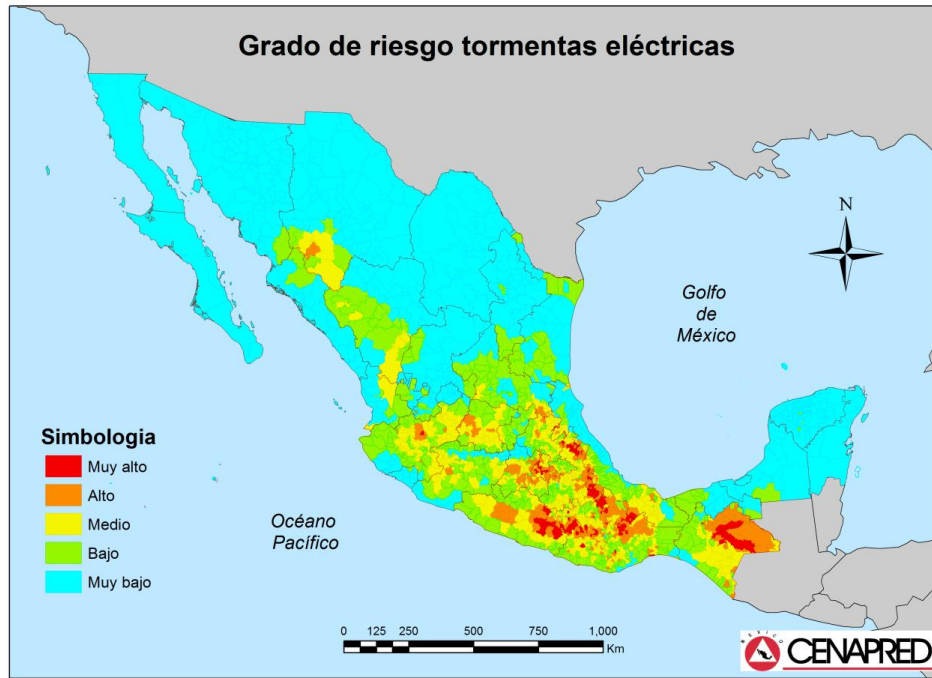 Grado de riesgo tormentas eléctricas
N
Golfo
de
México
Simbologia
Muy alto
Alto
Medio
Bajo
Muy bajo
Océano
Pacífico
0 125 250 500 750 1,000
Km
MÉXICO
CENAPRED